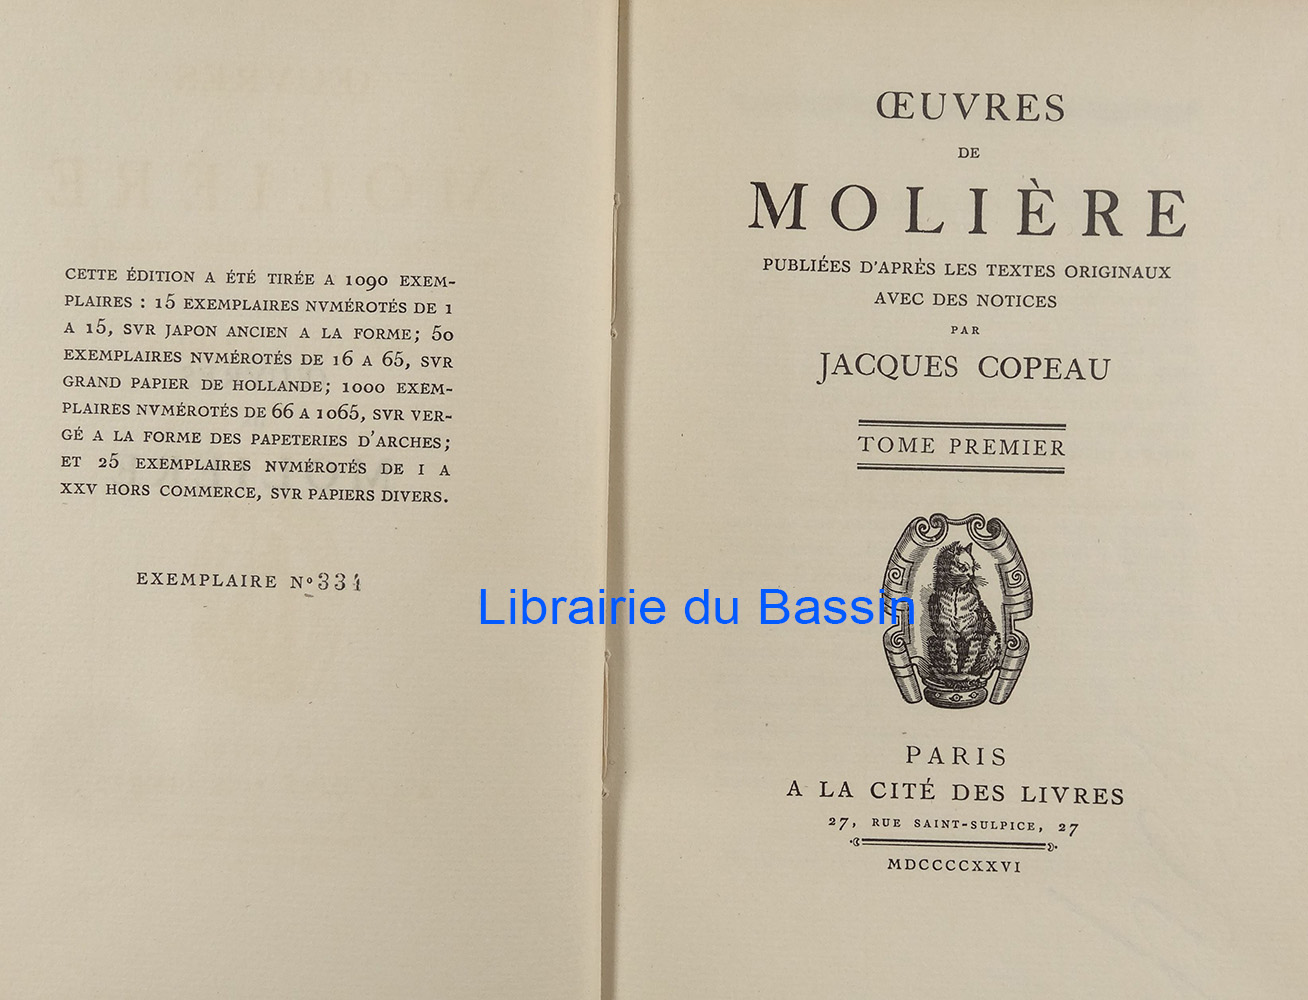 CETTE ÉDITION A ÉTÉ TIRÉE A 1090 EXEM-
PLAIRES : 15 EXEMPLAIRES NVMÉROTÉS DE 1
A 15, SVR JAPON ANCIEN A LA FORME; 50
EXEMPLAIRES NVMÉROTÉS DE 16 A 65, SVR
GRAND PAPIER DE HOLLANDE; 1000 EXEM-
PLAIRES NVMÉROTÉS DE 66 A 1065, SVR VER-
GÉ A LA FORME DES PAPETERIES D'ARCHES;
ET 25 EXEMPLAIRES NVMÉROTÉS DE I A
XXV HORS COMMERCE, SVR PAPIERS DIVERS.
EXEMPLAIRE Nº 334
ŒUVRES
DE
MOLIÈRE
PUBLIÉES D'APRÈS LES TEXTES ORIGINAUX
AVEC DES NOTICES
PAR
JACQUES COPEAU
TOME PREMIER
Librairie du Bassin
PARIS
A LA CITÉ DES LIVRES
27, RUE SAINT-SULPICE, 27
MDCCCCXXVI